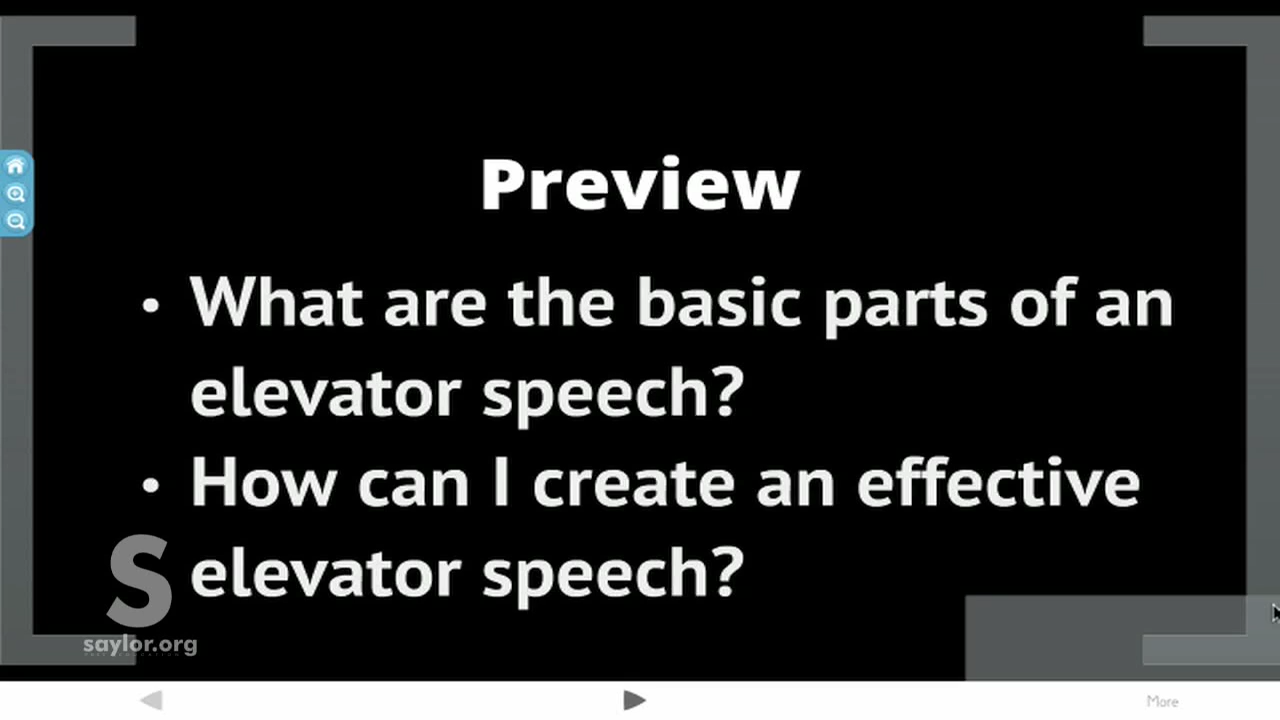 Preview
• What are the basic parts of an
elevator speech?
• How can I create an effective
elevator speech?
S
saylor.org
More